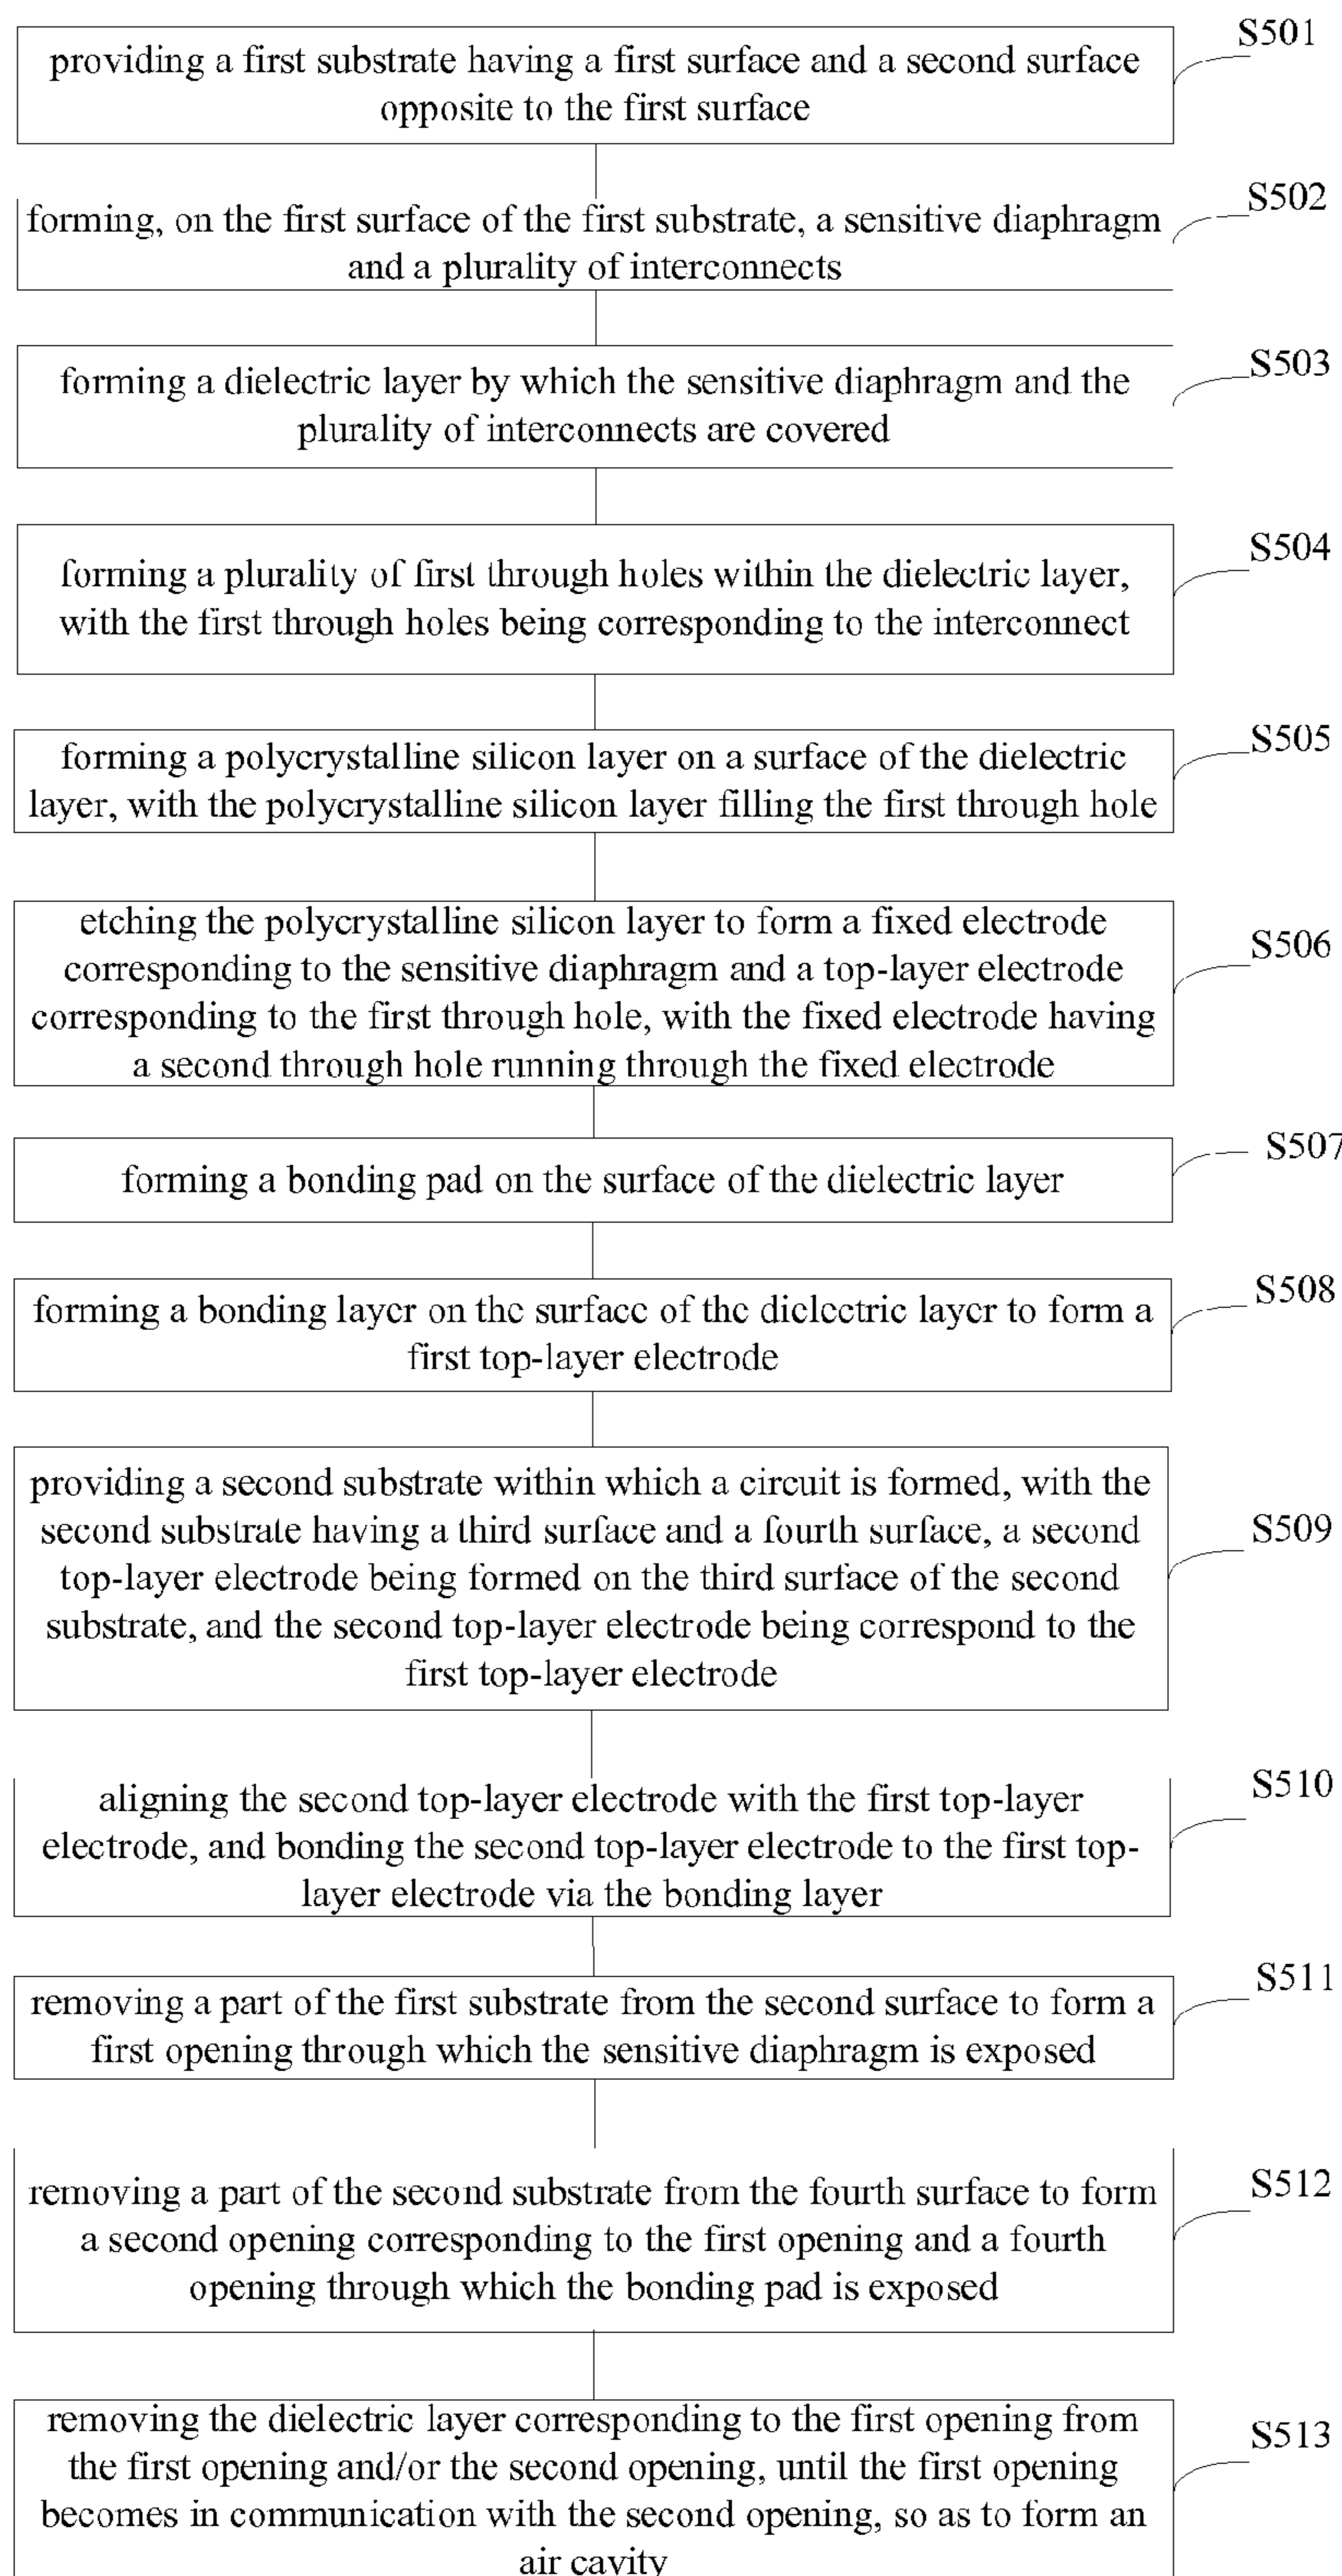 S501
providing a first substrate having a first surface and a second surface
opposite to the first surface
S502
forming, on the first surface of the first substrate, a sensitive diaphragm
and a plurality of interconnects
S503
forming a dielectric layer by which the sensitive diaphragm and the
plurality of interconnects are covered
S504
forming a plurality of first through holes within the dielectric layer,
with the first through holes being corresponding to the interconnect
S505
forming a polycrystalline silicon layer on a surface of the dielectric
layer, with the polycrystalline silicon layer filling the first through hole
S506
etching the polycrystalline silicon layer to form a fixed electrode
corresponding to the sensitive diaphragm and a top-layer electrode
corresponding to the first through hole, with the fixed electrode having
a second through hole running through the fixed electrode
S507
forming a bonding pad on the surface of the dielectric layer
S508
forming a bonding layer on the surface of the dielectric layer to form a
first top-layer electrode
S509
providing a second substrate within which a circuit is formed, with the
second substrate having a third surface and a fourth surface, a second
top-layer electrode being formed on the third surface of the second
substrate, and the second top-layer electrode being correspond to the
first top-layer electrode
S510
aligning the second top-layer electrode with the first top-layer
electrode, and bonding the second top-layer electrode to the first top-
layer electrode via the bonding layer
S511
removing a part of the first substrate from the second surface to form a
first opening through which the sensitive diaphragm is exposed
S512
removing a part of the second substrate from the fourth surface to form
a second opening corresponding to the first opening and a fourth
opening through which the bonding pad is exposed
S513
removing the dielectric layer corresponding to the first opening from
the first opening and/or the second opening, until the first opening
becomes in communication with the second opening, so as to form an
air cavity